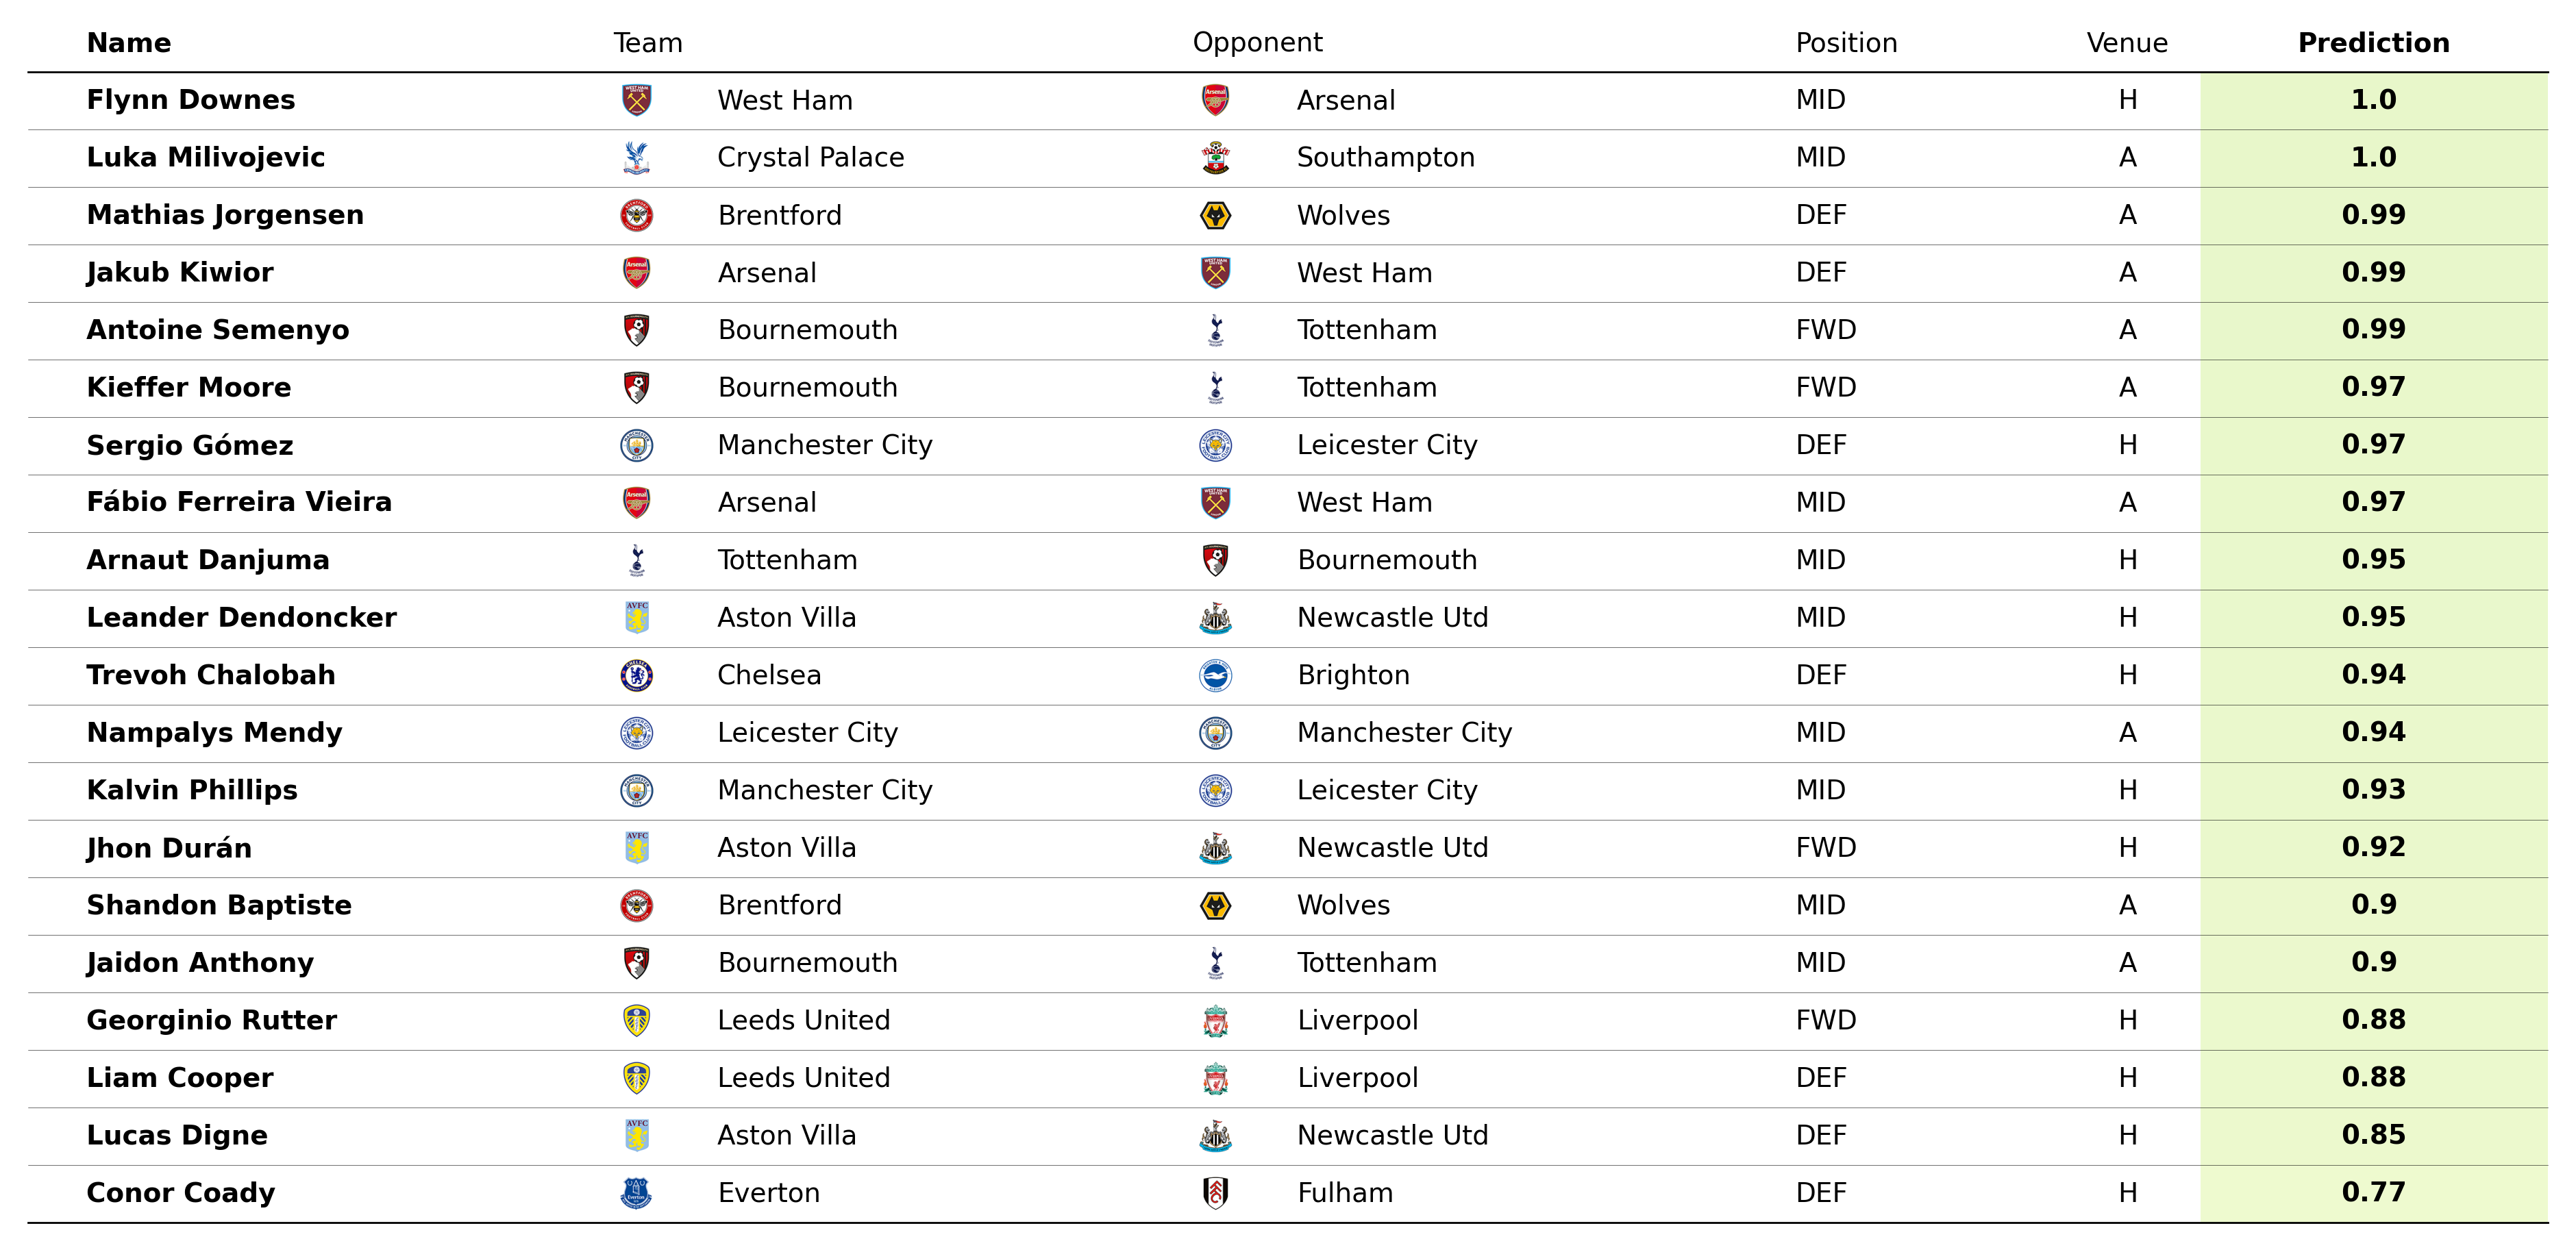 Name Team Opponent Position Venue Prediction
Flynn Downes West Ham Arsenal MID H 1.0
Luka Milivojevic Crystal Palace Southampton MID A 1.0
Mathias Jorgensen Brentford Wolves DEF A 0.99
Jakub Kiwior Arsenal West Ham DEF A 0.99
Antoine Semenyo Bournemouth Tottenham FWD A 0.99
Kieffer Moore Bournemouth Tottenham FWD A 0.97
Sergio Gómez Manchester City Leicester City DEF H 0.97
Fábio Ferreira Vieira Arsenal West Ham MID A 0.97
Arnaut Danjuma Tottenham Bournemouth MID H 0.95
Leander Dendoncker Aston Villa Newcastle Utd MID H 0.95
Trevoh Chalobah Chelsea Brighton DEF H 0.94
Nampalys Mendy Leicester City Manchester City MID A 0.94
Kalvin Phillips Manchester City Leicester City MID H 0.93
Jhon Durán Aston Villa Newcastle Utd FWD H 0.92
Shandon Baptiste Brentford Wolves MID A 0.9
Jaidon Anthony Bournemouth Tottenham MID A 0.9
Georginio Rutter Leeds United Liverpool FWD H 0.88
Liam Cooper Leeds United Liverpool DEF H 0.88
Lucas Digne Aston Villa Newcastle Utd DEF H 0.85
Conor Coady Everton Fulham DEF H 0.77